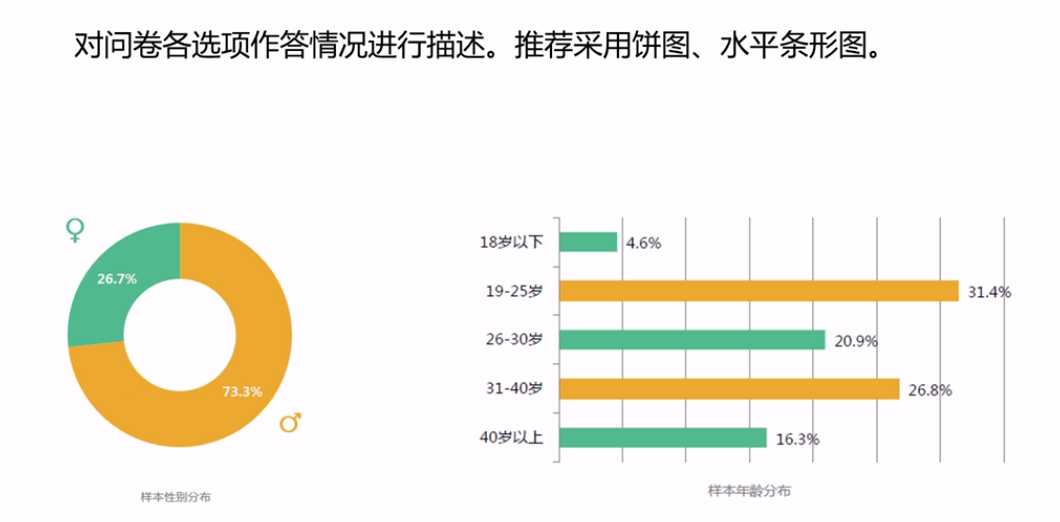 对问卷各选项作答情况进行描述。推荐采用饼图、水平条形图。
26.7%
73.3%
样本性别分布
18岁以下 4.6%
19-25岁 31.4%
26-30岁 20.9%
31-40岁 26.8%
40岁以上 16.3%
样本年龄分布